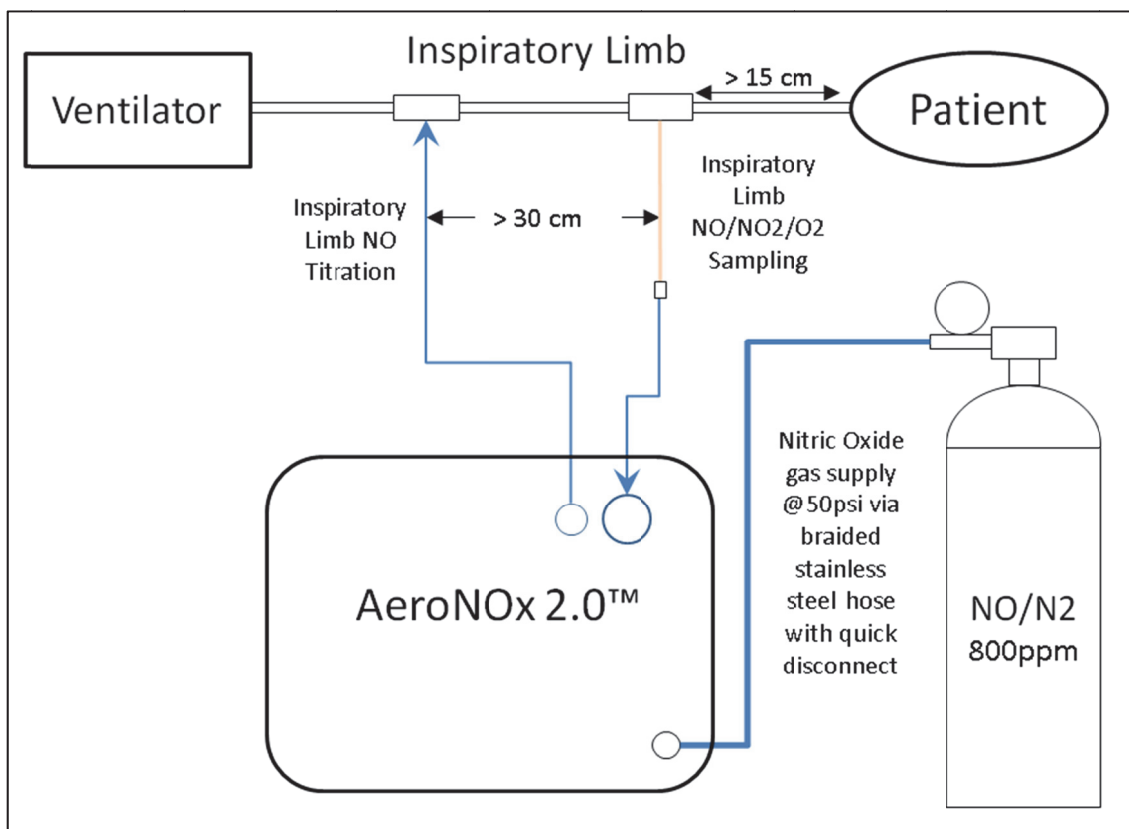 Inspiratory Limb
Ventilator
> 15 cm
Patient
Inspiratory
Limb NO
Titration
> 30 cm
Inspiratory
Limb
NO/NO2/O2
Sampling
Nitric Oxide
gas supply
@50psi via
braided
stainless
steel hose
with quick
disconnect
AeroNOx 2.0™
NO/N2
800ppm